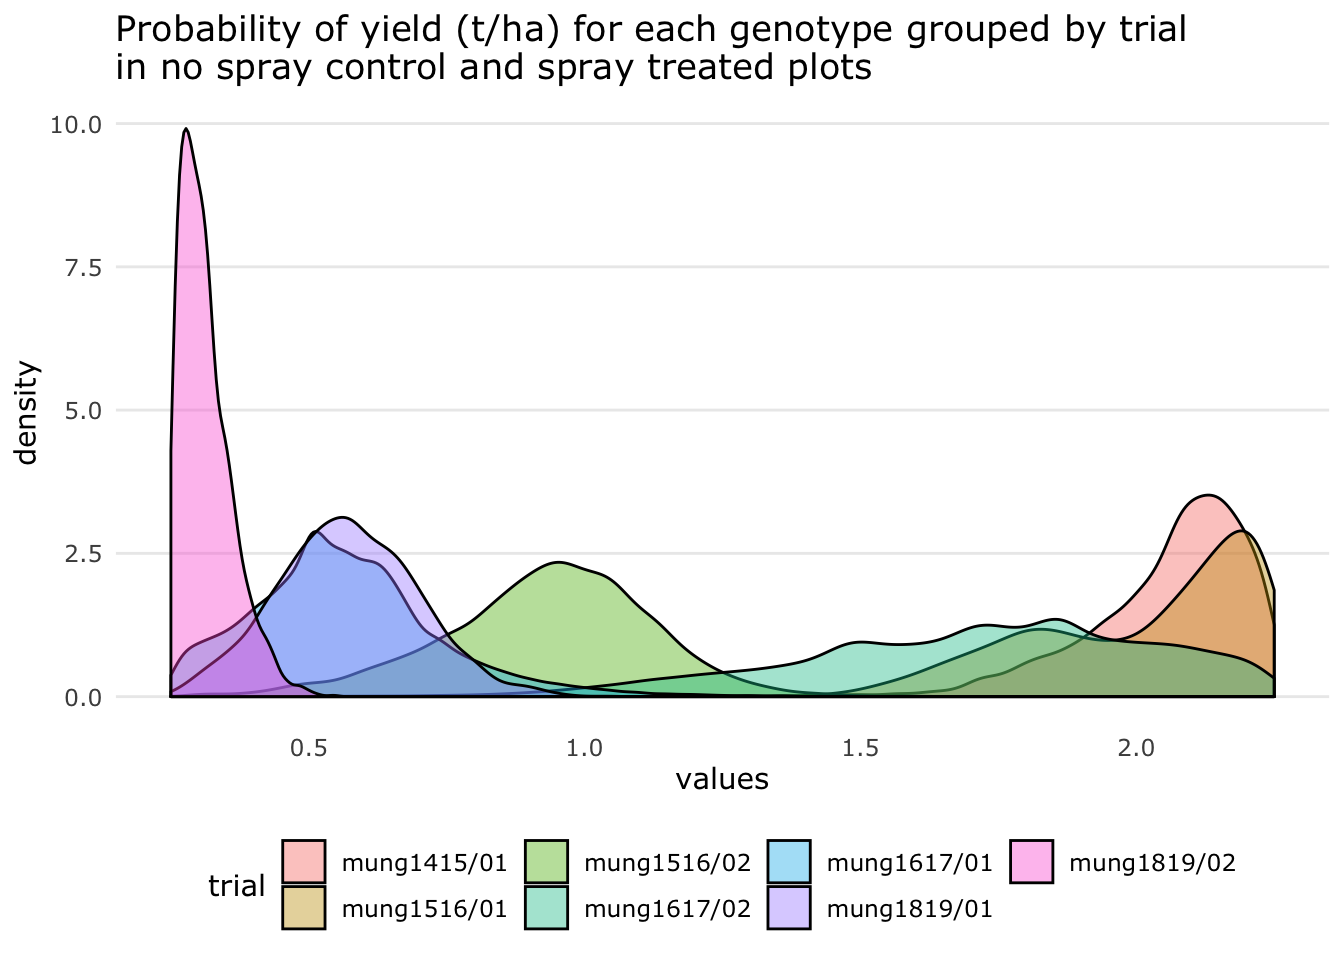 Probability of yield (t/ha) for each genotype grouped by trial
in no spray control and spray treated plots
10.0
7.5
5.0
2.5
0.0
density
0.5 1.0 1.5 2.0
values
trial
mung1415/01 mung1516/02 mung1617/01 mung1819/02
mung1516/01 mung1617/02 mung1819/01